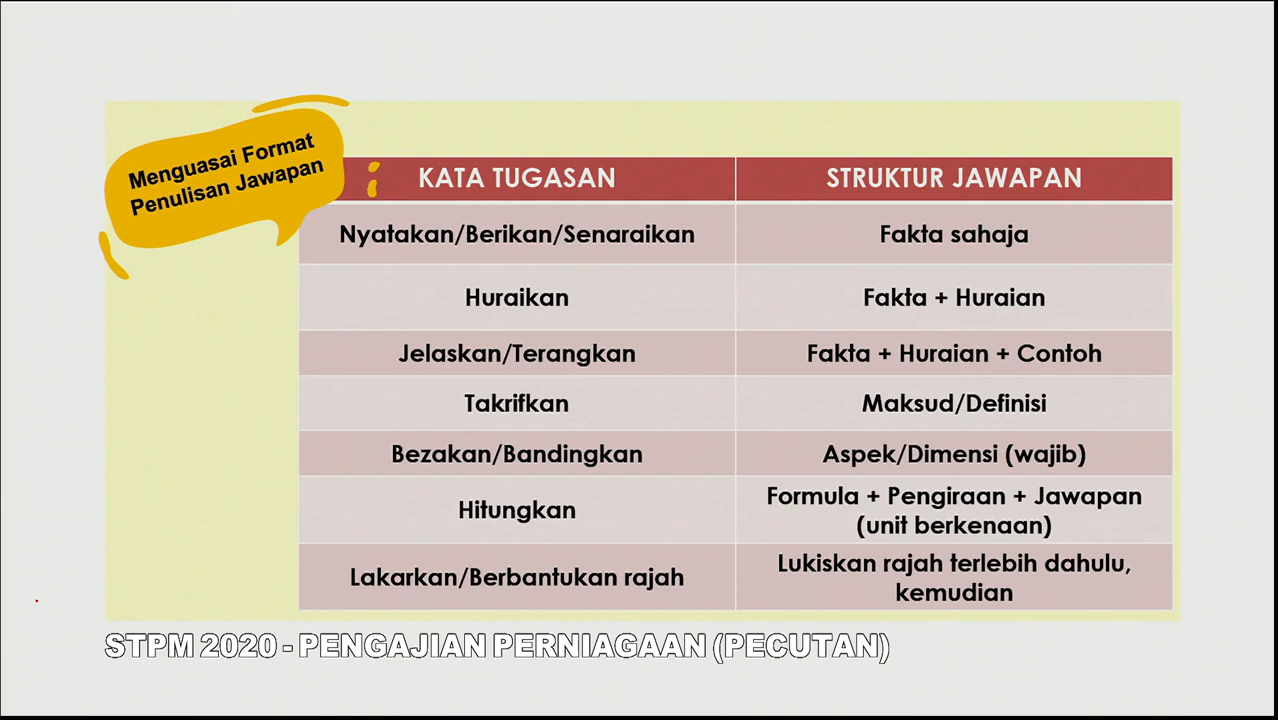 Menguasai Format
Penulisan Jawapan
KATA TUGASAN
STRUKTUR JAWAPAN
Nyatakan/Berikan/Senaraikan
Fakta sahaja
Huraikan
Fakta + Huraian
Jelaskan/Terangkan
Fakta + Huraian + Contoh
Takrifkan
Maksud/Definisi
Bezakan/Bandingkan
Aspek/Dimensi (wajib)
Hitungkan
Formula + Pengiraan + Jawapan
(unit berkenaan)
Lakarkan/Berbantukan rajah
Lukiskan rajah terlebih dahulu,
kemudian
STPM 2020 - PENGAJIAN PERNIAGAAN (PECUTAN)